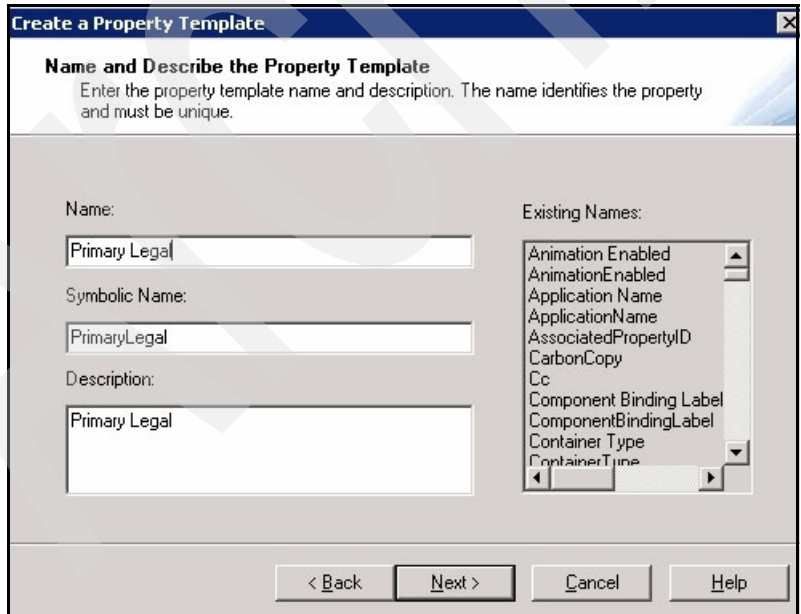 Create a Property Template
Name and Describe the Property Template
Enter the property template name and description. The name identifies the property
and must be unique.
Name:
Primary Legal
Symbolic Name:
PrimaryLegal
Description:
Primary Legal
Existing Names:
Animation Enabled
AnimationEnabled
Application Name
ApplicationName
AssociatedPropertyID
CarbonCopy
Cc
Component Binding Label
ComponentBindingLabel
Container Type
ContainerType
< Back
Next >
Cancel
Help